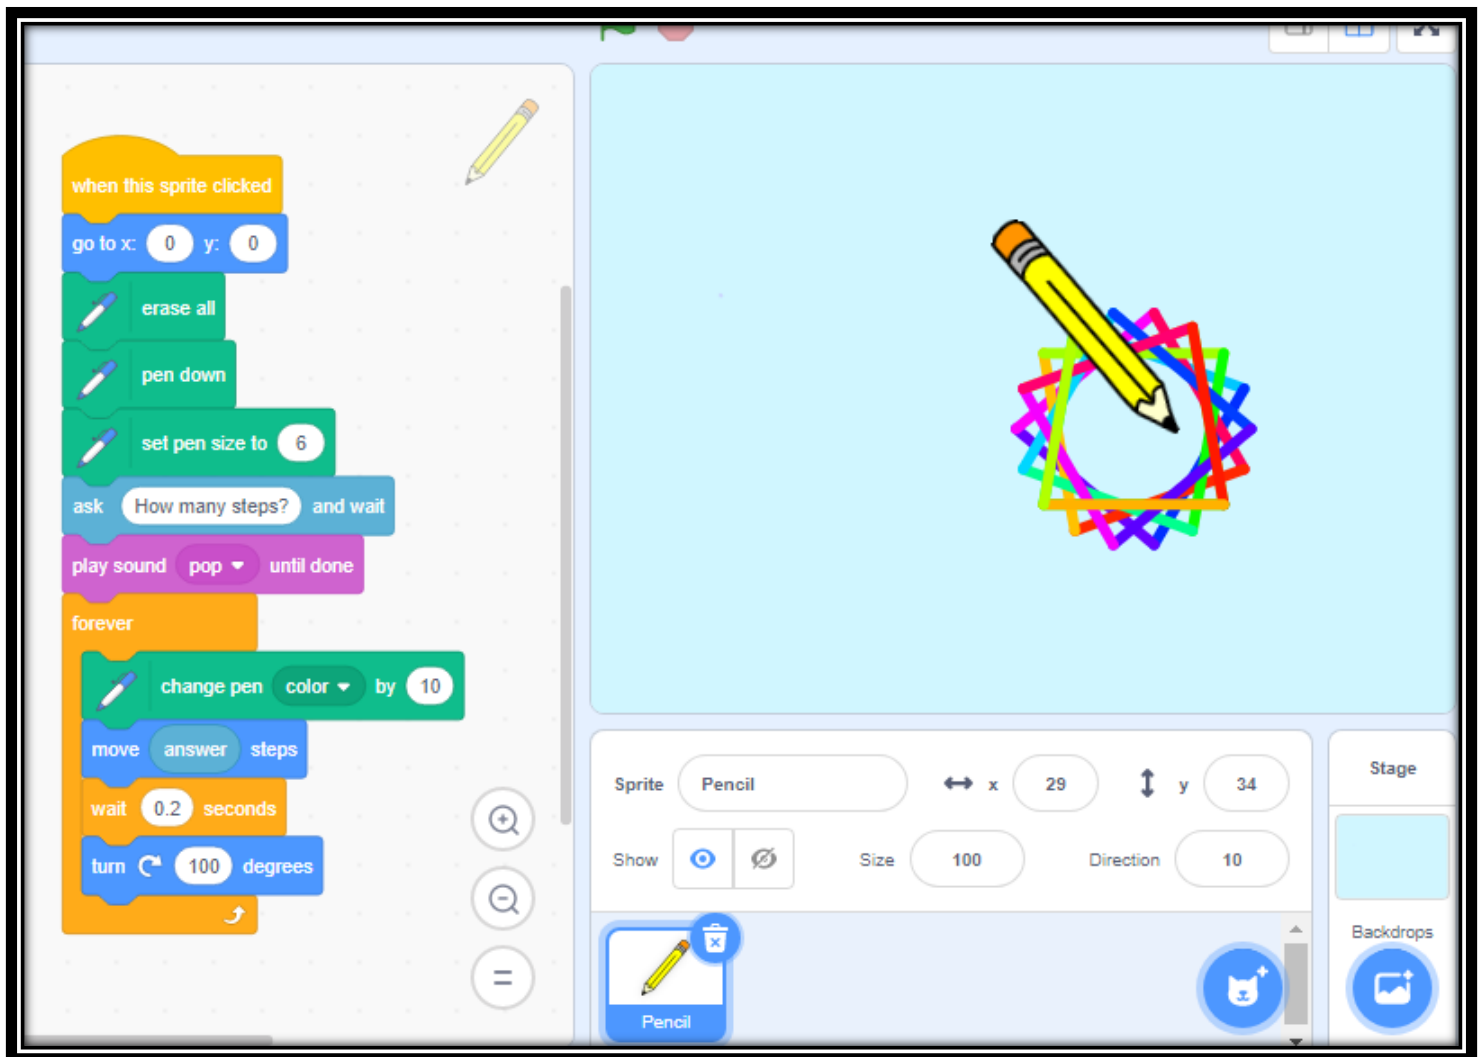 when this sprite clicked
go to x: 0 y: 0
erase all
pen down
set pen size to 6
ask How many steps? and wait
play sound pop until done
forever
change pen color by 10
move answer steps
wait 0.2 seconds
turn 100 degrees
Sprite Pencil x 29 y 34
Show Size 100 Direction 10
Pencil
Stage
Backdrops